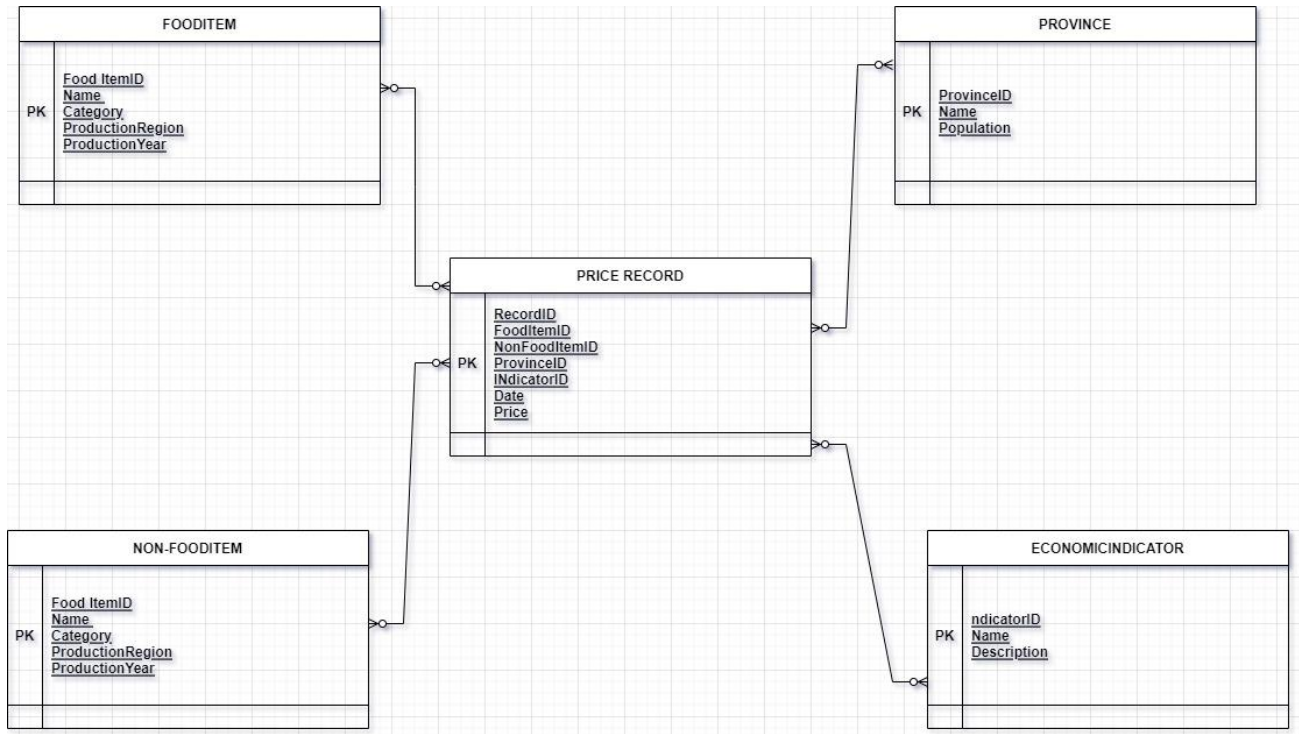 FOODITEM
PK
Food ItemID
Name
Category
ProductionRegion
ProductionYear
PROVINCE
PK
ProvinceID
Name
Population
PRICE RECORD
PK
RecordID
FoodItemID
NonFoodItemID
ProvinceID
INdicatorID
Date
Price
NON-FOODITEM
PK
Food ItemID
Name
Category
ProductionRegion
ProductionYear
ECONOMICINDICATOR
PK
ndicatorID
Name
Description